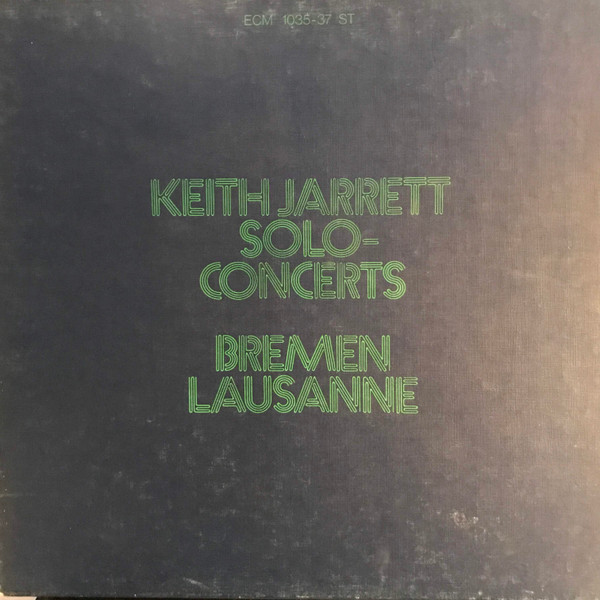 ECM 1035-37 ST
KEITH JARRETT
SOLO-
CONCERTS
BREMEN
LAUSANNE